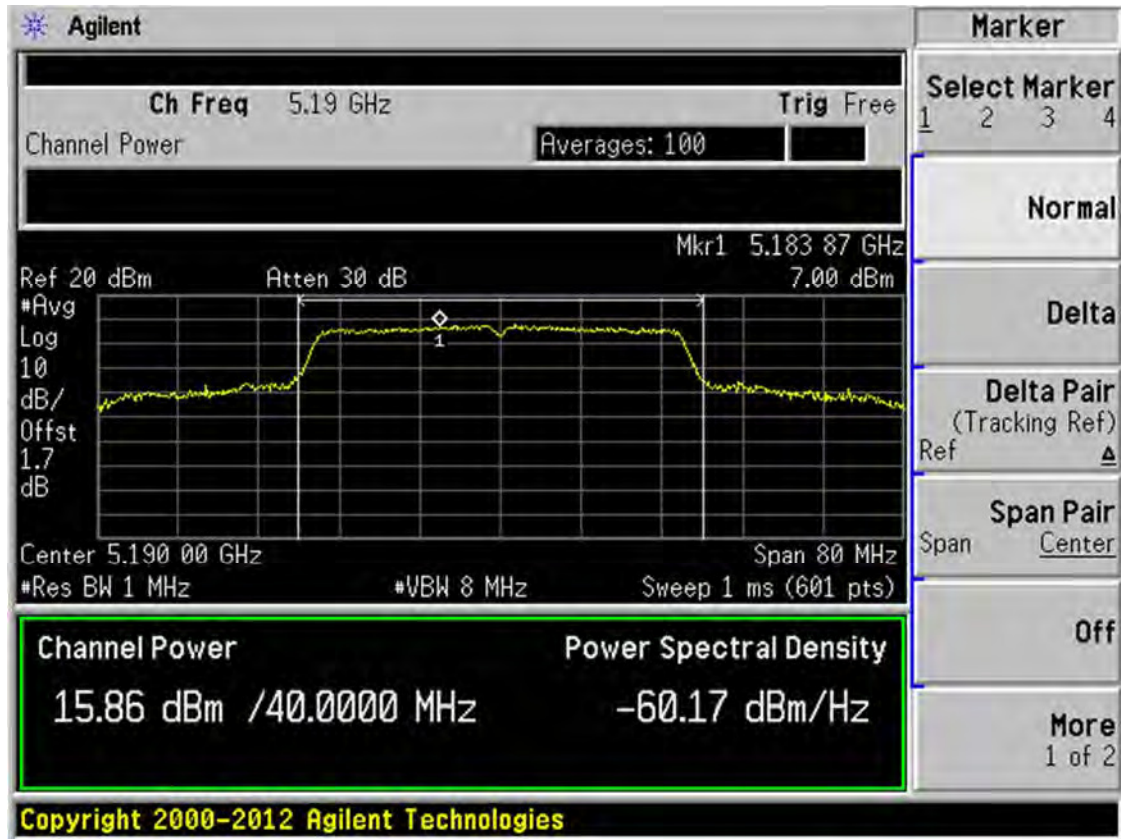 Agilent
Ch Freq 5.19 GHz Trig Free
Channel Power Averages: 100
Mkr1 5.183 87 GHz
Ref 20 dBm Atten 30 dB 7.00 dBm
#Avg
Log
10
dB/
Offst
1.7
dB
1
Center 5.190 00 GHz Span 80 MHz
#Res BW 1 MHz #VBW 8 MHz Sweep 1 ms (601 pts)
Channel Power Power Spectral Density
15.86 dBm /40.0000 MHz -60.17 dBm/Hz
Copyright 2000-2012 Agilent Technologies
Marker
Select Marker
1 2 3 4
Normal
Delta
Delta Pair
(Tracking Ref)
Ref Δ
Span Pair
Span Center
Off
More
1 of 2